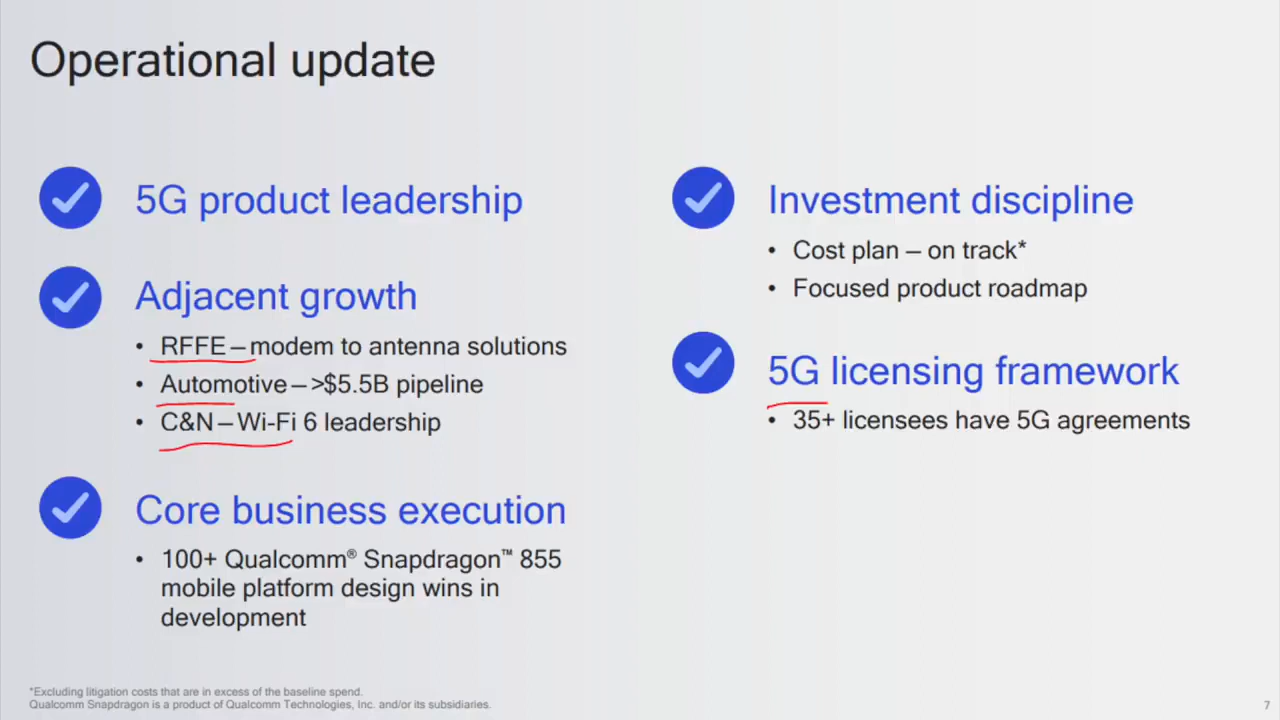 Operational update
5G product leadership
Adjacent growth
• RFFE – modem to antenna solutions
• Automotive – >$5.5B pipeline
• C&N – Wi-Fi 6 leadership
Core business execution
• 100+ Qualcomm® Snapdragon™ 855
mobile platform design wins in
development
Investment discipline
• Cost plan – on track*
• Focused product roadmap
5G licensing framework
• 35+ licensees have 5G agreements
*Excluding litigation costs that are in excess of the baseline spend.
Qualcomm Snapdragon is a product of Qualcomm Technologies, Inc. and/or its subsidiaries.
7